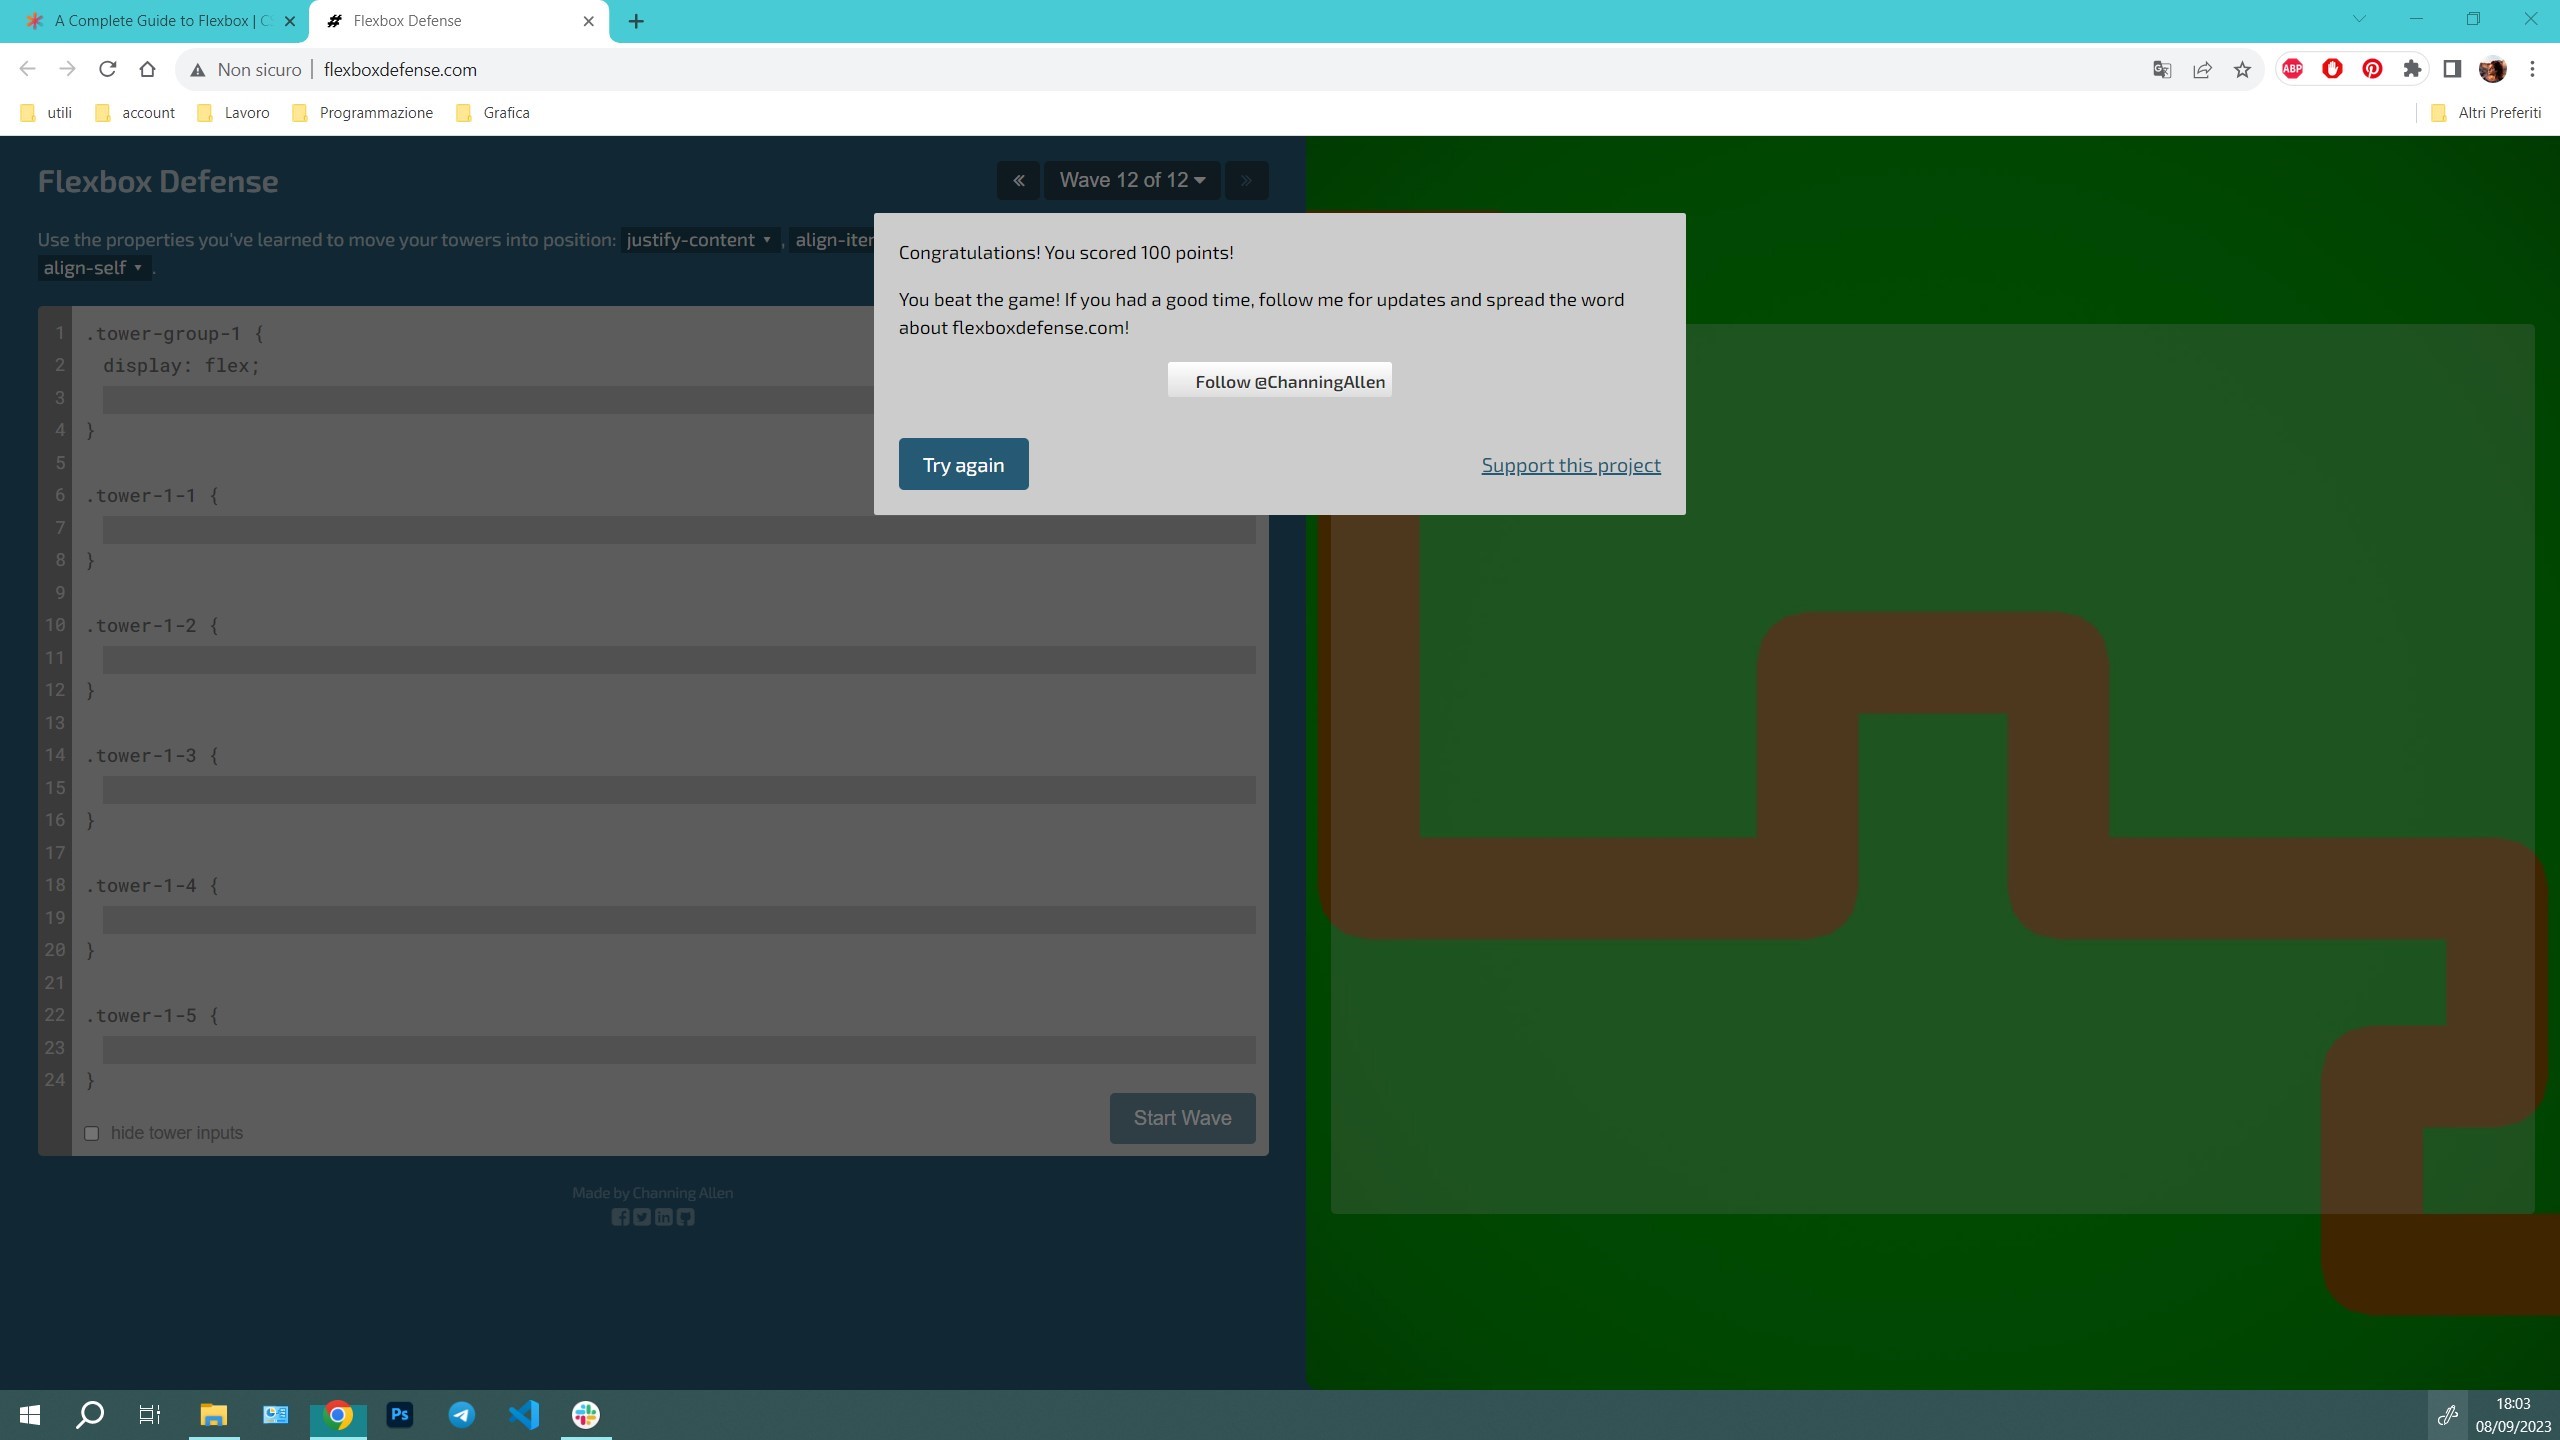 A Complete Guide to Flexbox | CS
Flexbox Defense
Non sicuro
flexboxdefense.com
ABP
utili
account
Lavoro
Programmazione
Grafica
Altri Preferiti
Flexbox Defense
Wave 12 of 12
Use the properties you've learned to move your towers into position: justify-content ▾ , align-iter
align-self ▾ .
Congratulations! You scored 100 points!
You beat the game! If you had a good time, follow me for updates and spread the word
about flexboxdefense.com!
Follow @ChanningAllen
Try again
Support this project
1 .tower-group-1 {
2 display: flex;
3
4 }
5
6 .tower-1-1 {
7
8 }
9
10 .tower-1-2 {
11
12 }
13
14 .tower-1-3 {
15
16 }
17
18 .tower-1-4 {
19
20 }
21
22 .tower-1-5 {
23
24 }
hide tower inputs
Start Wave
Made by Channing Allen
Ps
18:03
08/09/2023